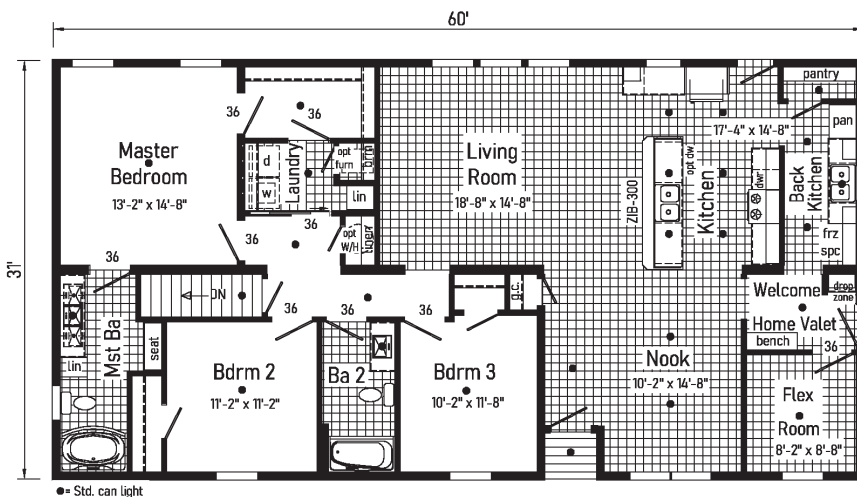 60'
31'
36
36
pantry
Master
Bedroom
13'-2" x 14'-8"
d
w
Laundry
opt
furn
brm
lin
Living
Room
18'-8" x 14'-8"
ZIB-300
opt dw
Kitchen
17'-4" x 14'-8"
dwr
Back
Kitchen
pan
frz
spc
36
36
opt
W/H
linen
36
DN
36
36
g.c.
Welcome
Home Valet
drop
zone
bench
36
Mst Ba
lin
seat
Bdrm 2
11'-2" x 11'-2"
Ba 2
Bdrm 3
10'-2" x 11'-8"
Nook
10'-2" x 14'-8"
Flex
Room
8'-2" x 8'-8"
●= Std. can light